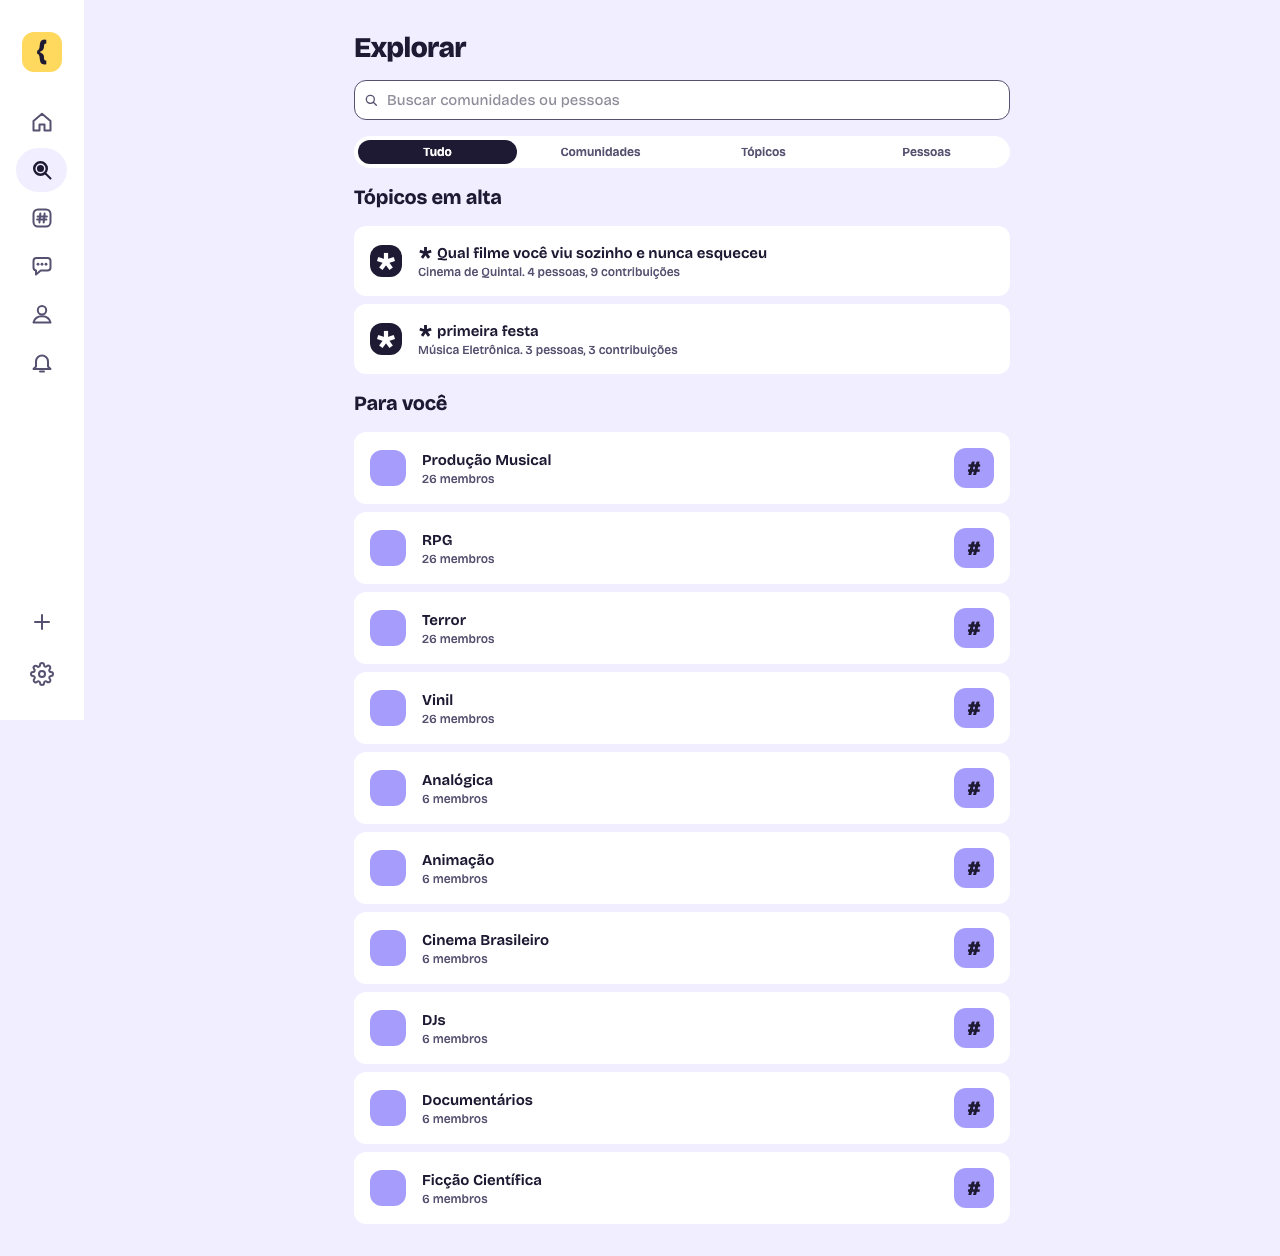 {
Explorar
Buscar comunidades ou pessoas
Tudo Comunidades Tópicos Pessoas
Tópicos em alta
* Qual filme você viu sozinho e nunca esqueceu
Cinema de Quintal. 4 pessoas, 9 contribuições
* primeira festa
Música Eletrônica. 3 pessoas, 3 contribuições
Para você
Produção Musical
26 membros
#
RPG
26 membros
#
Terror
26 membros
#
Vinil
26 membros
#
Analógica
6 membros
#
Animação
6 membros
#
Cinema Brasileiro
6 membros
#
DJs
6 membros
#
Documentários
6 membros
#
Ficção Científica
6 membros
#